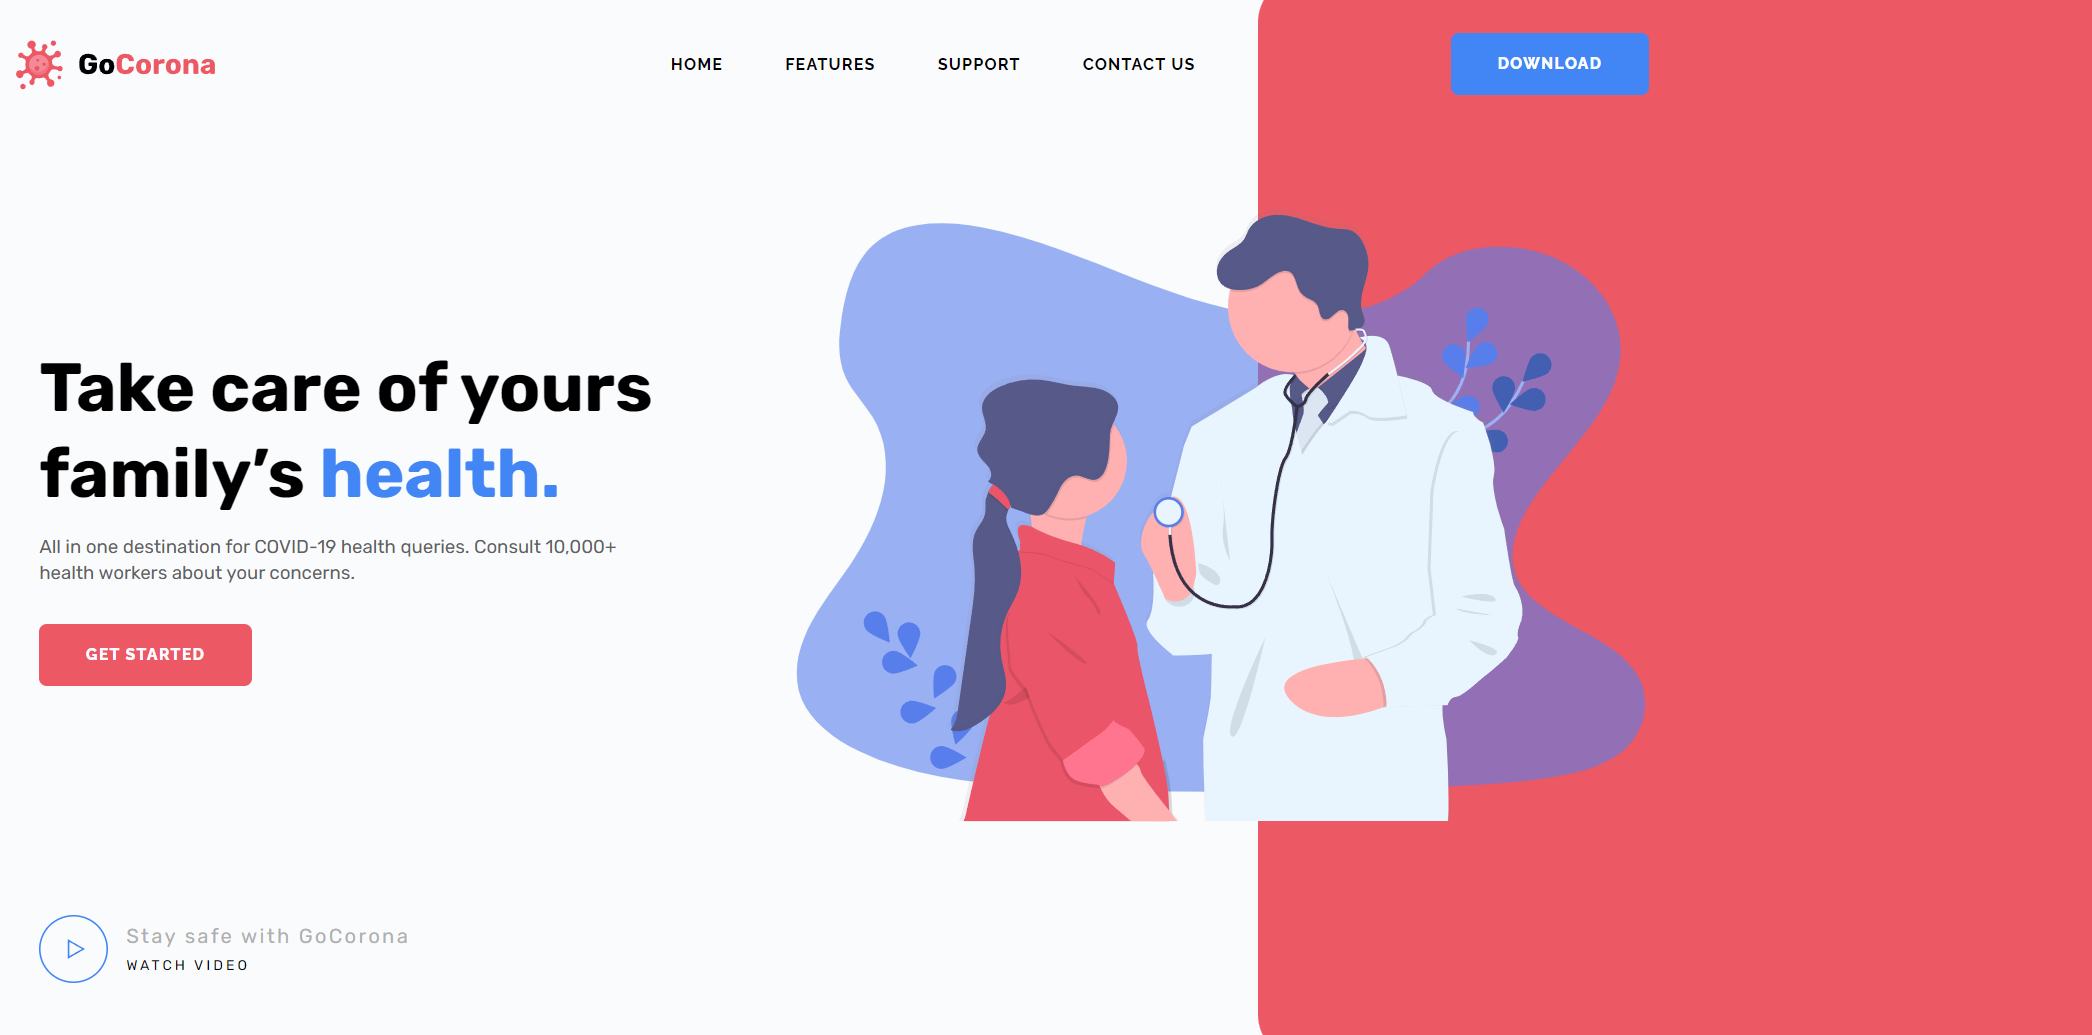 GoCorona
HOME
FEATURES
SUPPORT
CONTACT US
DOWNLOAD
Take care of yours
family’s health.
All in one destination for COVID-19 health queries. Consult 10,000+
health workers about your concerns.
GET STARTED
Stay safe with GoCorona
WATCH VIDEO